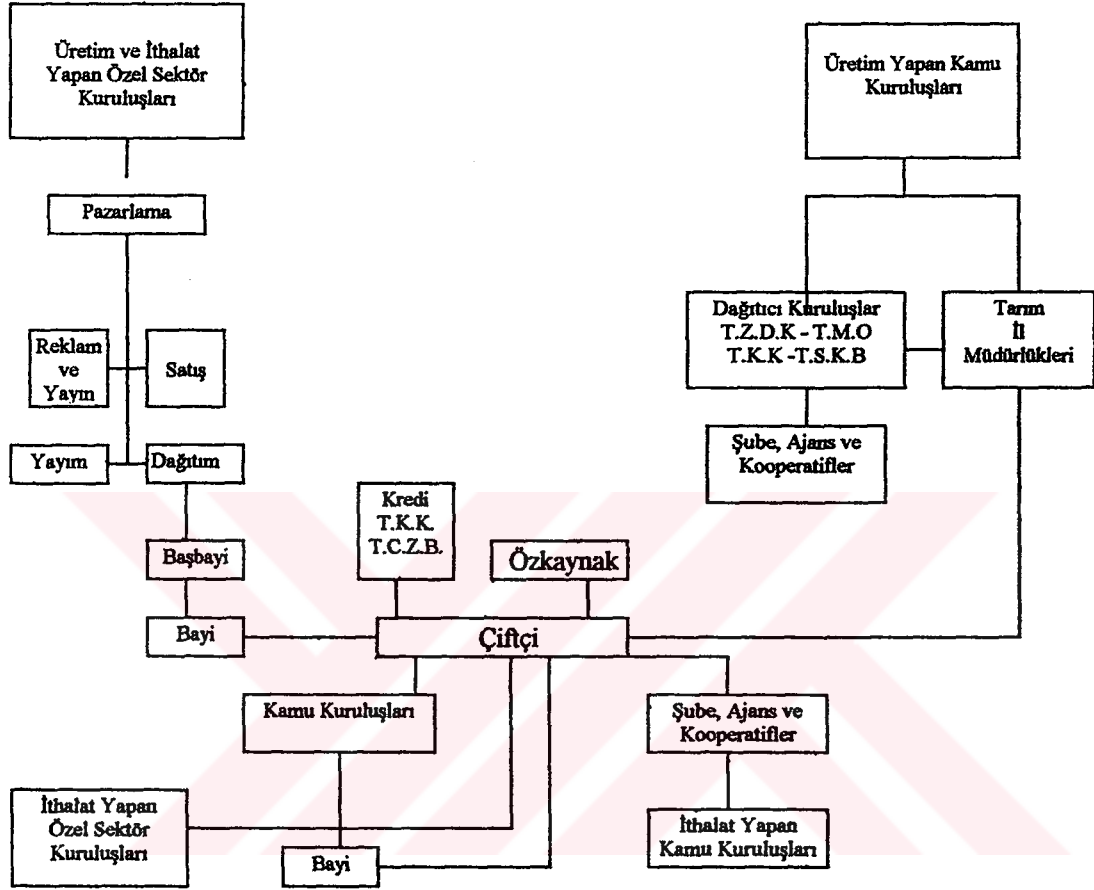 Üretim ve İthalat
Yapan Özel Sektör
Kuruluşları
Üretim Yapan Kamu
Kuruluşları
Pazarlama
Reklam
ve
Yayın
Satış
Dağıtıcı Kuruluşlar
T.Z.D.K - T.M.O
T.K.K -T.S.K.B
Tarım
İl
Müdürlükleri
Yayım
Dağıtım
Şube, Ajans ve
Kooperatifler
Kredi
T.K.K.
T.C.Z.B.
Özkaynak
Başbayi
Bayi
Çiftçi
Kamu Kuruluşları
Şube, Ajans ve
Kooperatifler
İthalat Yapan
Özel Sektör
Kuruluşları
Bayi
İthalat Yapan
Kamu Kuruluşları